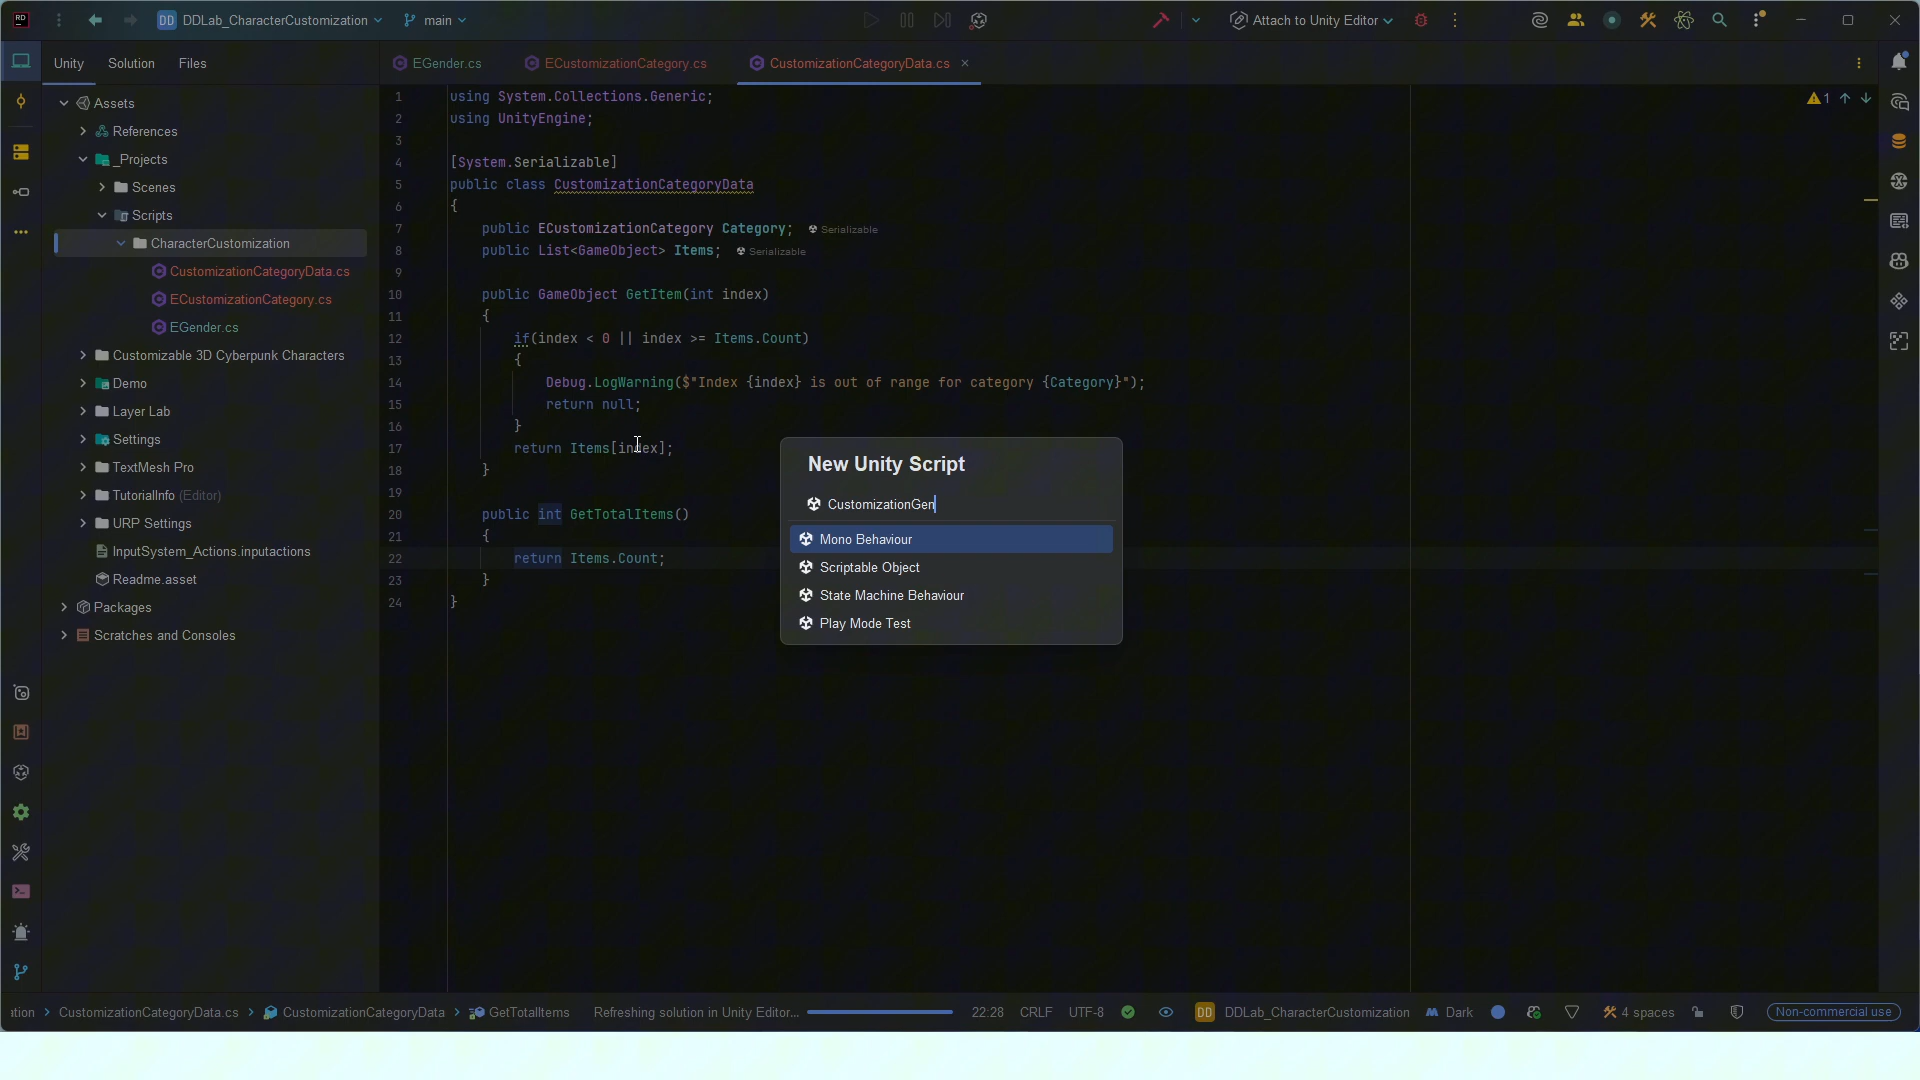 RD
DD DDLab_CharacterCustomization
main
Attach to Unity Editor
Unity Solution Files
EGender.cs
ECustomizationCategory.cs
CustomizationCategoryData.cs
Assets
References
_Projects
Scenes
Scripts
CharacterCustomization
CustomizationCategoryData.cs
ECustomizationCategory.cs
EGender.cs
Customizable 3D Cyberpunk Characters
Demo
Layer Lab
Settings
TextMesh Pro
TutorialInfo (Editor)
URP Settings
InputSystem_Actions.inputactions
Readme.asset
Packages
Scratches and Consoles
1 using System.Collections.Generic;
2 using UnityEngine;
3
4 [System.Serializable]
5 public class CustomizationCategoryData
6 {
7 public ECustomizationCategory Category; Serializable
8 public List<GameObject> Items; Serializable
9
10 public GameObject GetItem(int index)
11 {
12 if(index < 0 || index >= Items.Count)
13 {
14 Debug.LogWarning($"Index {index} is out of range for category {Category}");
15 return null;
16 }
17 return Items[index];
18 }
19
20 public int GetTotalItems()
21 {
22 return Items.Count;
23 }
24 }
1
New Unity Script
CustomizationGen
Mono Behaviour
Scriptable Object
State Machine Behaviour
Play Mode Test
ation > CustomizationCategoryData.cs > CustomizationCategoryData > GetTotalItems
Refreshing solution in Unity Editor...
22:28 CRLF UTF-8
DD DDLab_CharacterCustomization
Dark
4 spaces
Non-commercial use